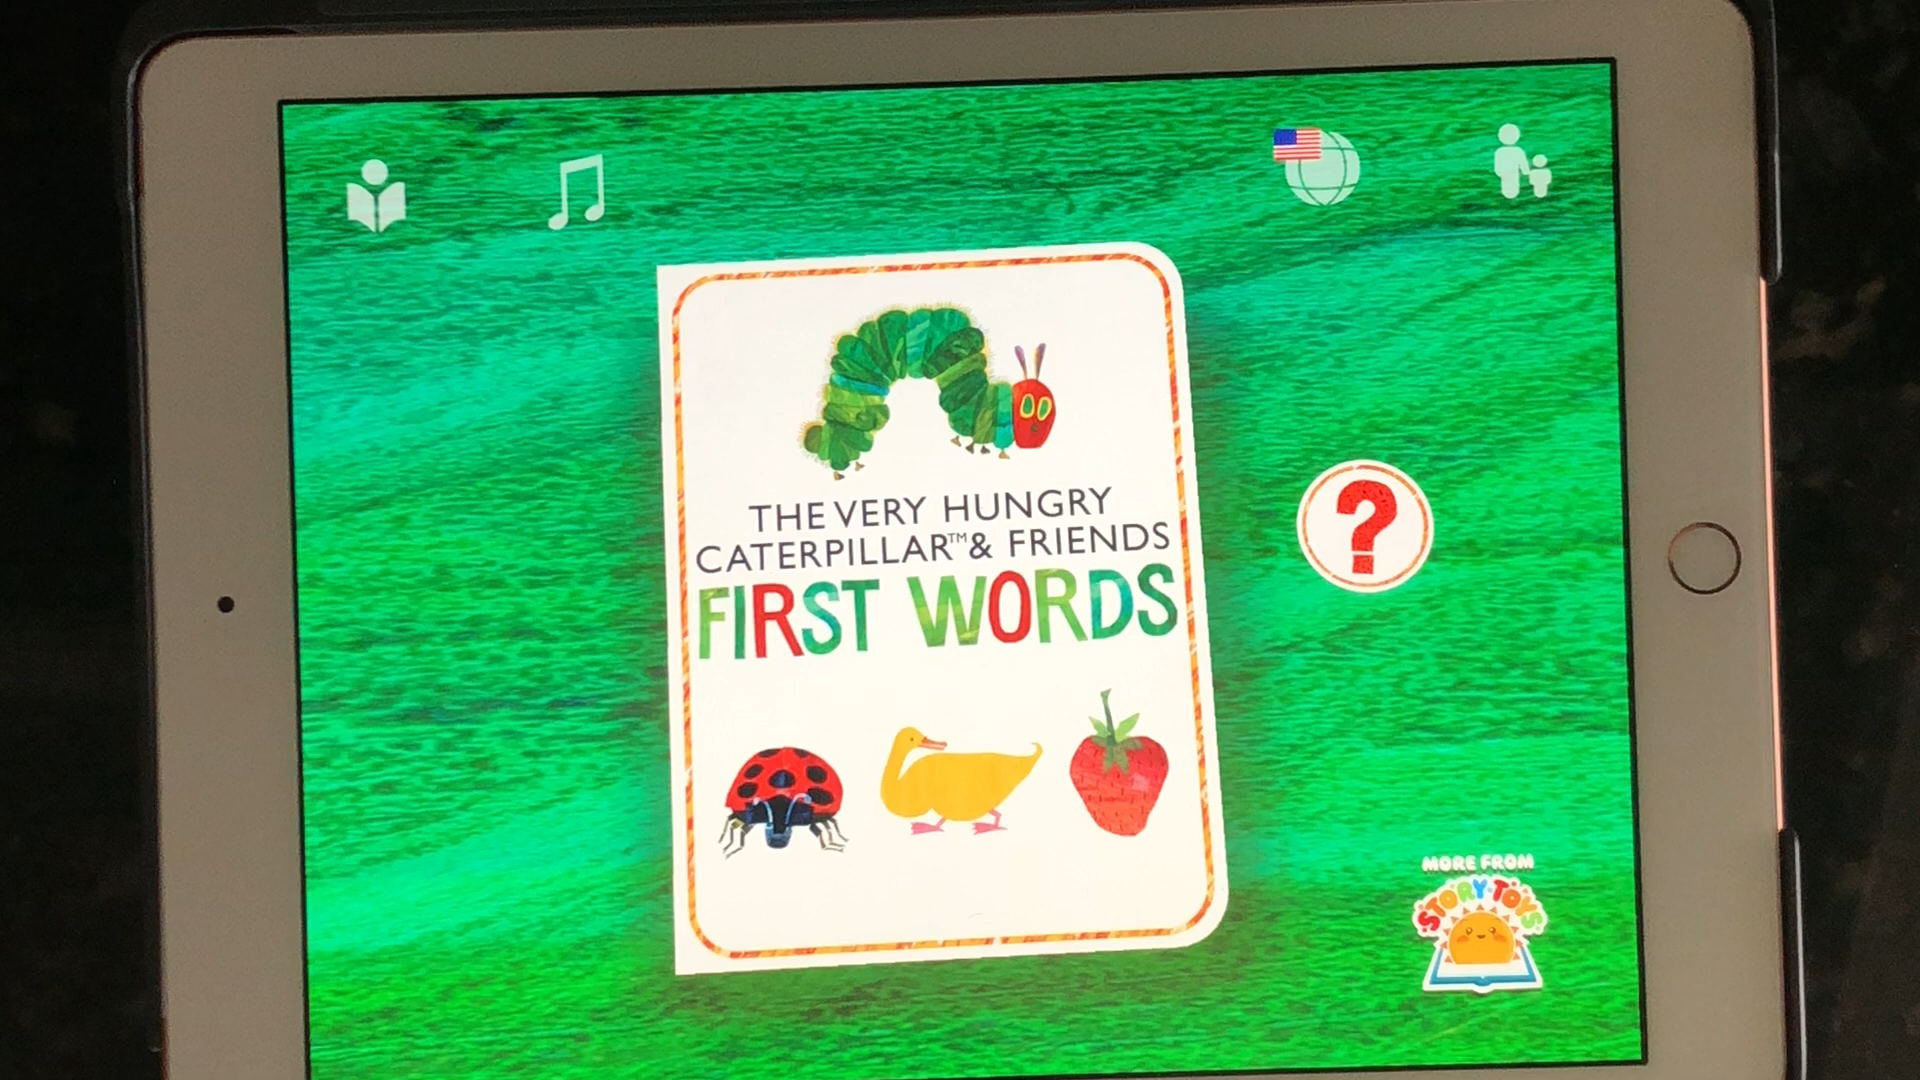 THE VERY HUNGRY
CATERPILLAR™ & FRIENDS
FIRST WORDS
?
MORE FROM
STORY TOYS